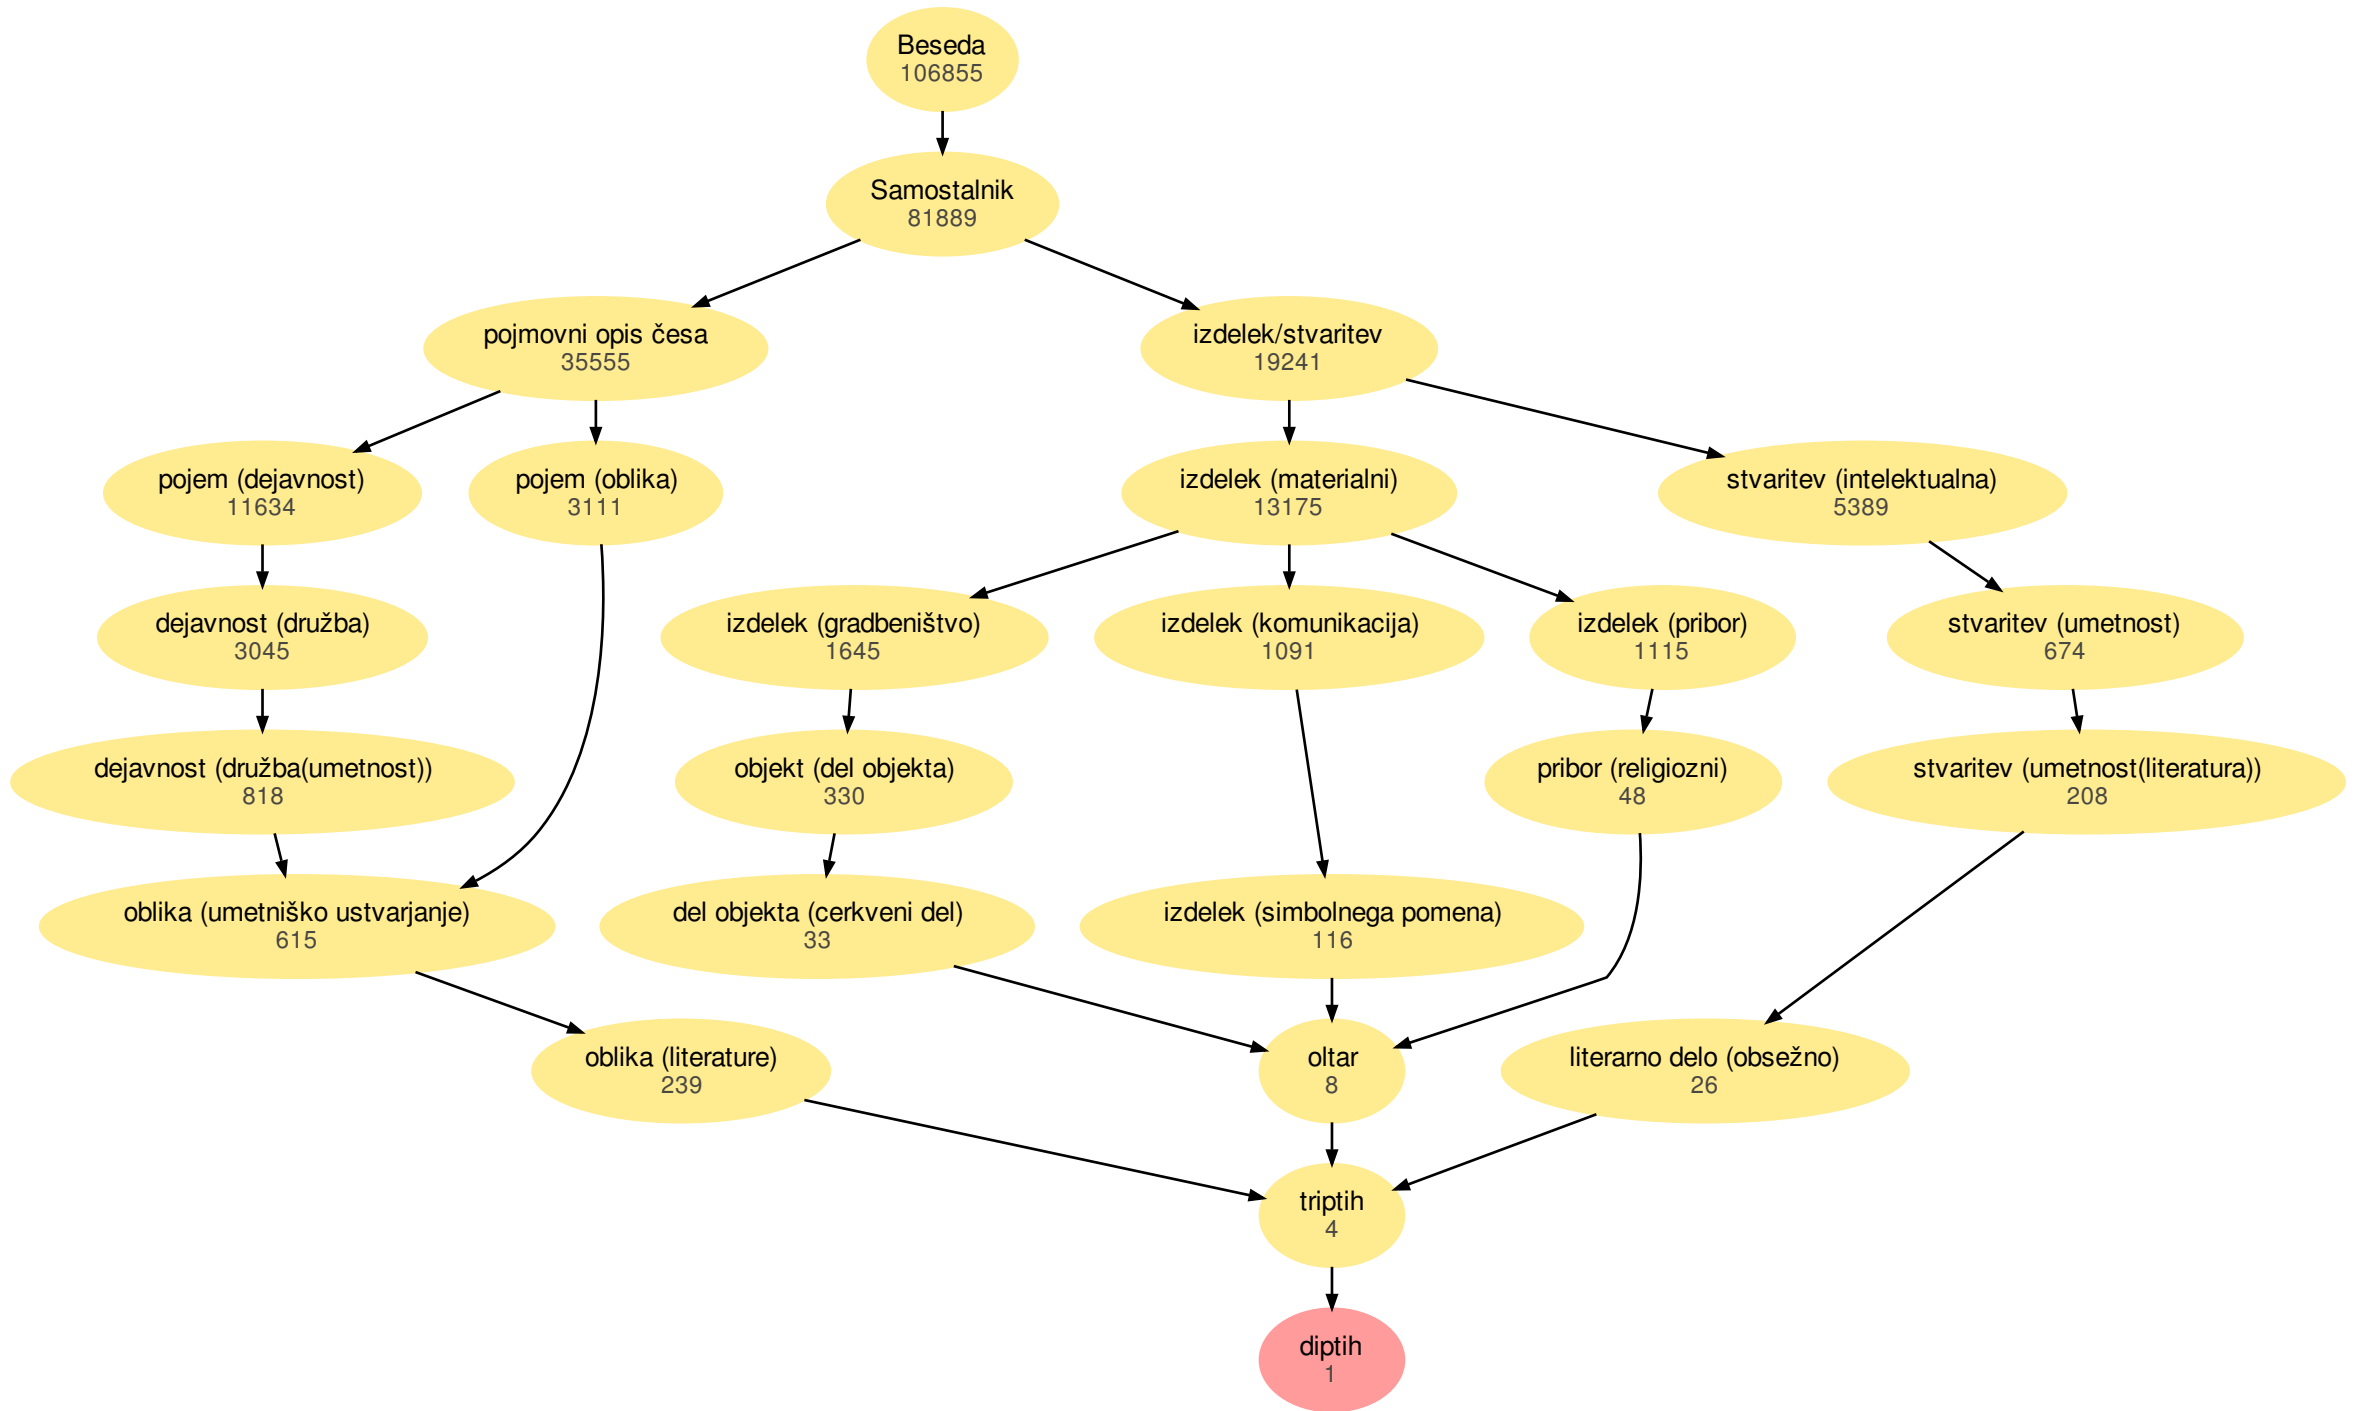 Beseda
106855
Samostalnik
81889
pojmovni opis česa
35555
izdelek/stvaritev
19241
pojem (dejavnost)
11634
pojem (oblika)
3111
izdelek (materialni)
13175
stvaritev (intelektualna)
5389
dejavnost (družba)
3045
izdelek (gradbeništvo)
1645
izdelek (komunikacija)
1091
izdelek (pribor)
1115
stvaritev (umetnost)
674
dejavnost (družba(umetnost))
818
objekt (del objekta)
330
pribor (religiozni)
48
stvaritev (umetnost(literatura))
208
oblika (umetniško ustvarjanje)
615
del objekta (cerkveni del)
33
izdelek (simbolnega pomena)
116
oblika (literature)
239
oltar
8
literarno delo (obsežno)
26
triptih
4
diptih
1